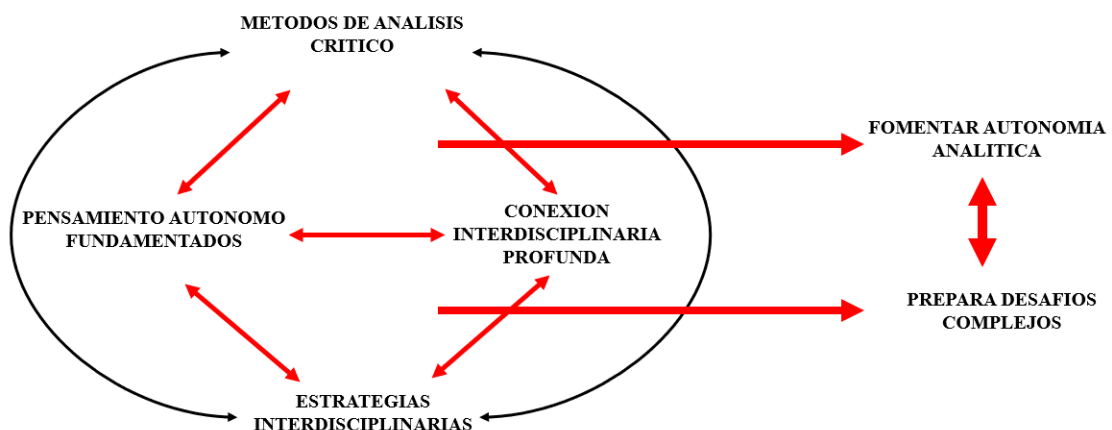 METODOS DE ANALISIS
CRITICO
FOMENTAR AUTONOMIA
ANALITICA
PENSAMIENTO AUTONOMO
FUNDAMENTADOS
CONEXION
INTERDISCIPLINARIA
PROFUNDA
PREPARA DESAFIOS
COMPLEJOS
ESTRATEGIAS
INTERDISCIPLINARIAS